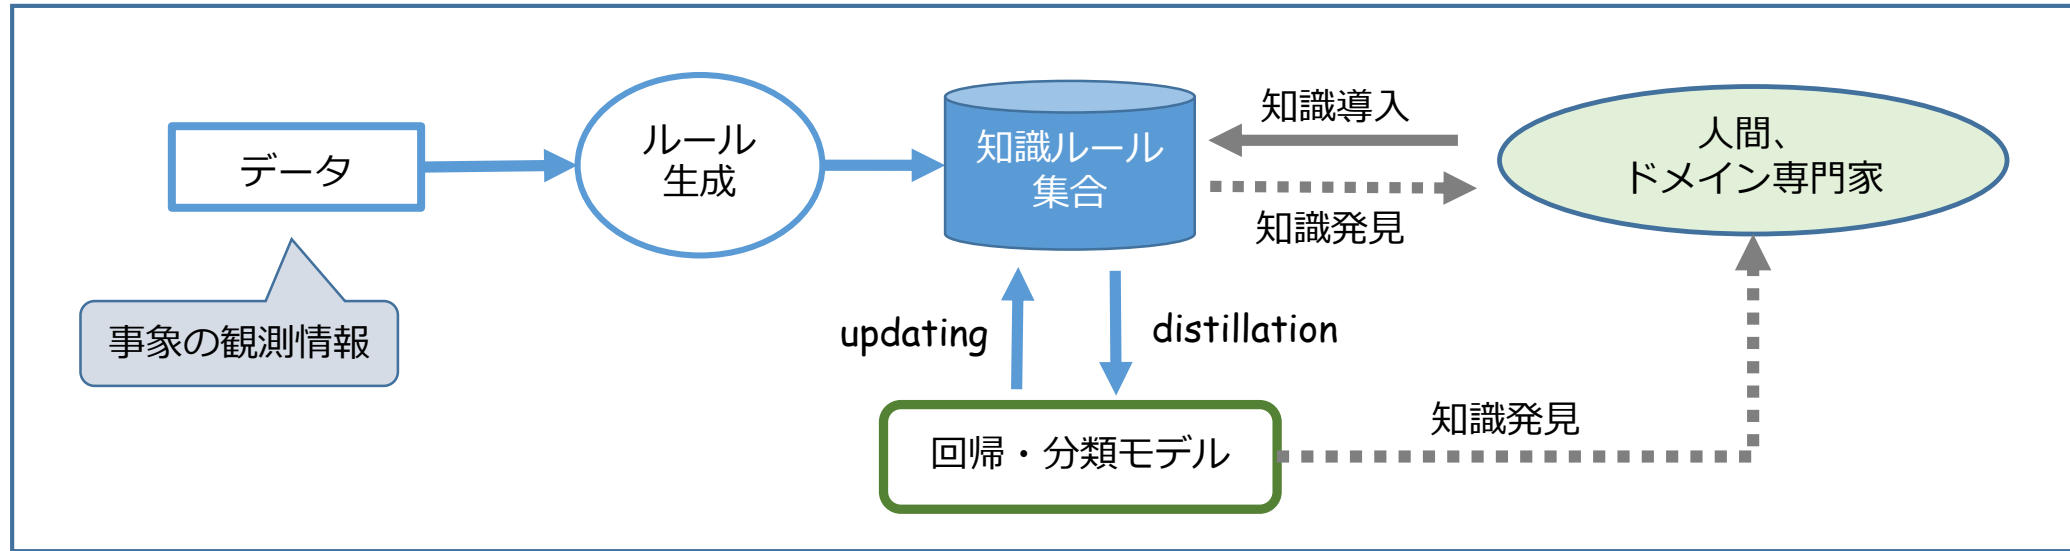 データ
ルール
生成
知識ルール
集合
知識導入
知識発見
人間、
ドメイン専門家
事象の観測情報
updating
distillation
回帰・分類モデル
知識発見